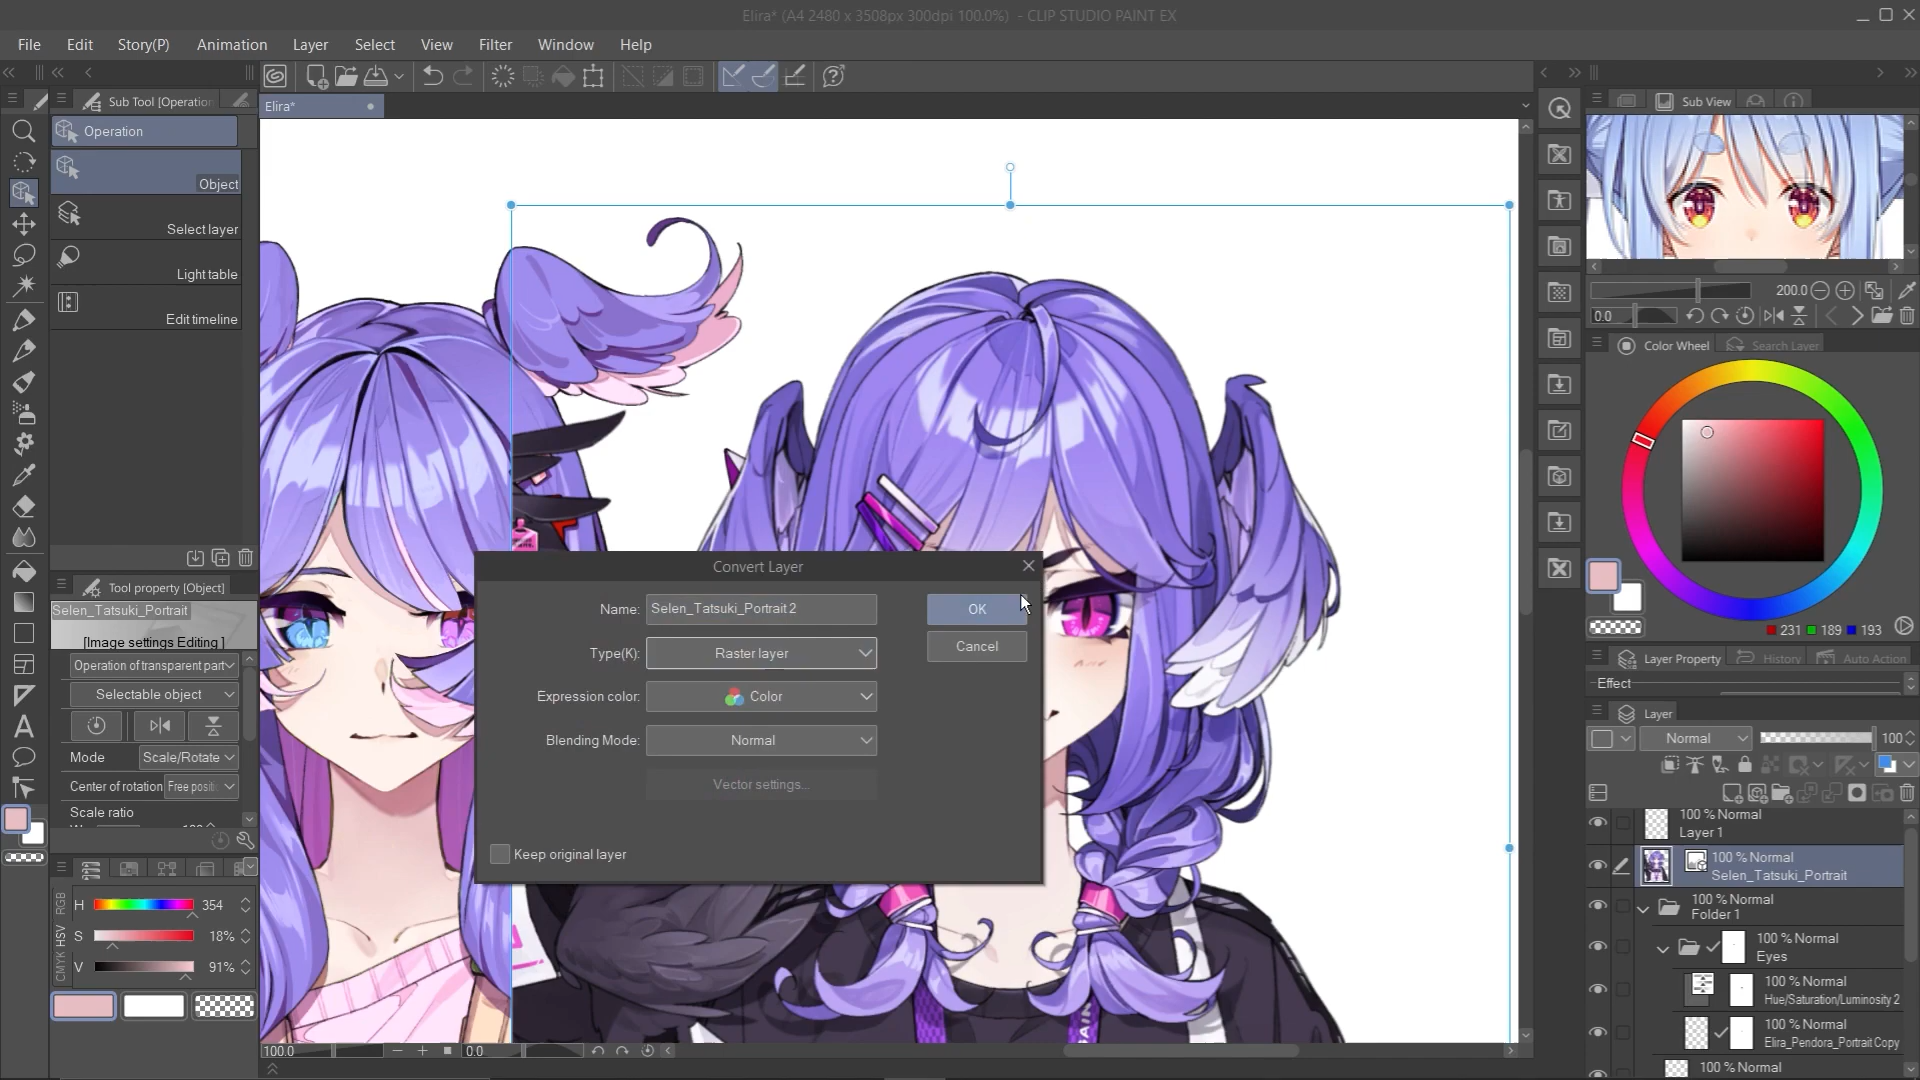 Elira* (A4 2480 x 3508px 300dpi 100.0%) - CLIP STUDIO PAINT EX
File Edit Story(P) Animation Layer Select View Filter Window Help
Sub Tool [Operation
Elira*
Sub View
Operation
Object
Select layer
Light table
Edit timeline
200.0
0.0
Color Wheel
Search Layer
Tool property [Object]
Selen_Tatsuki_Portrait
[Image settings Editing ]
Operation of transparent part
Selectable object
Mode Scale/Rotate
Center of rotation Free positi
Scale ratio
Convert Layer
Name: Selen_Tatsuki_Portrait 2
OK
Type(K): Raster layer
Cancel
Expression color: Color
Blending Mode: Normal
Vector settings...
Keep original layer
231 189 193
Layer Property
History
Auto Action
Effect
Layer
Normal
100
100 % Normal
Layer 1
100 % Normal
Selen_Tatsuki_Portrait
100 % Normal
Folder 1
100 % Normal
Eyes
100 % Normal
Hue/Saturation/Luminosity 2
100 % Normal
Elira_Pendora_Portrait Copy
100 % Normal
RGB
HSV
CMYK
H 354
S 18%
V 91%
100.0
0.0